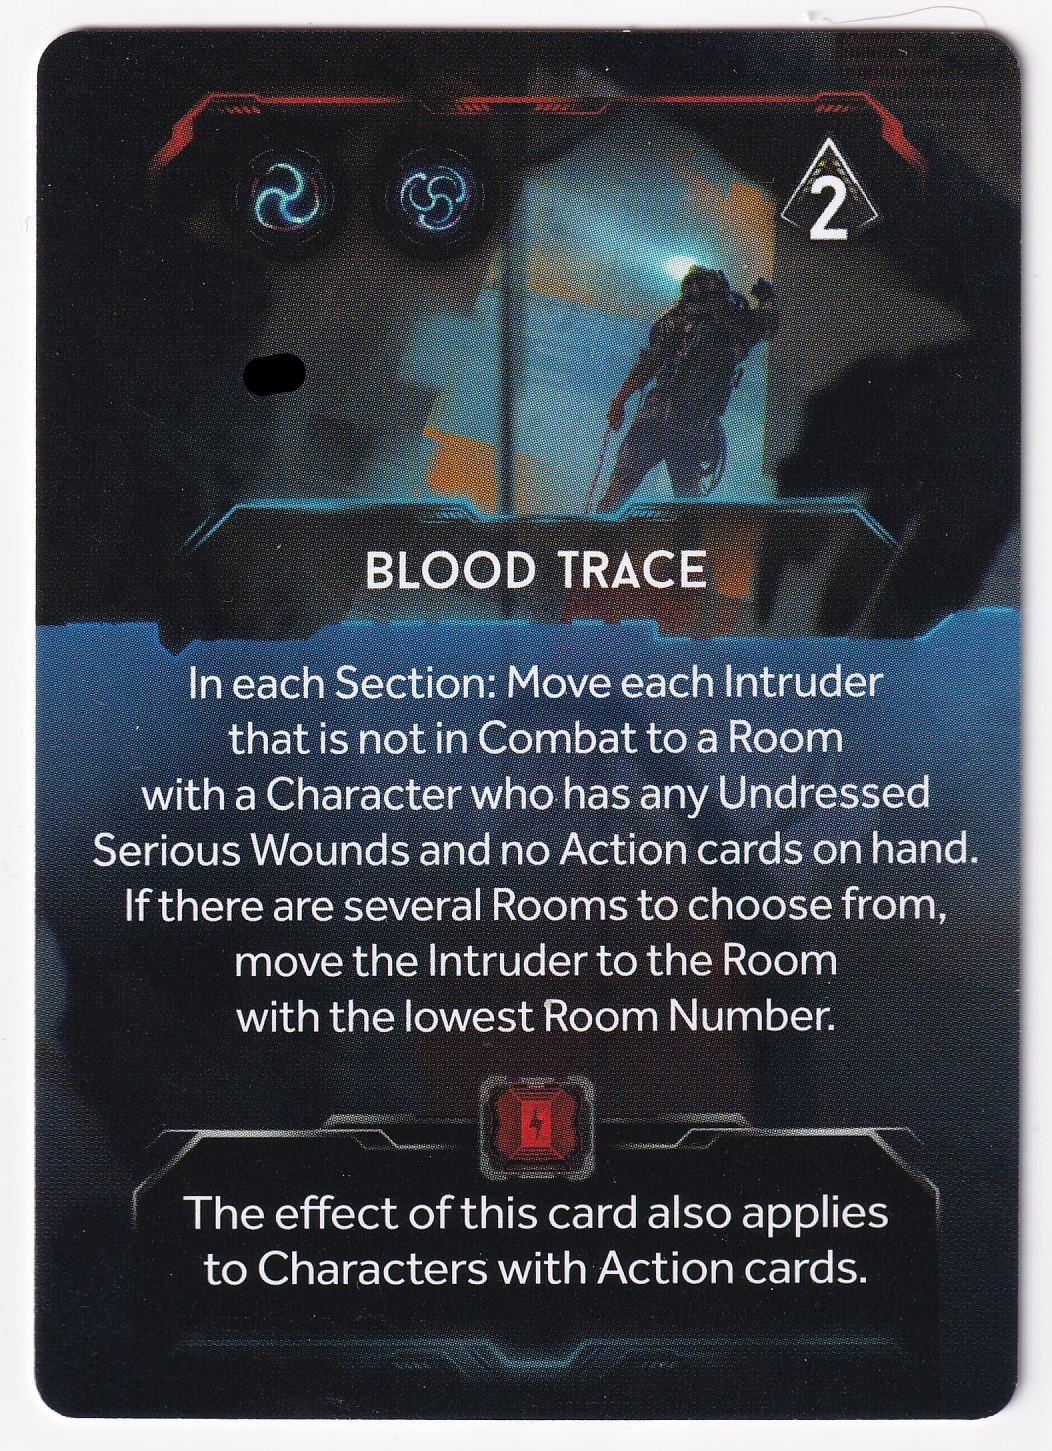 2
BLOOD TRACE
In each Section: Move each Intruder
that is not in Combat to a Room
with a Character who has any Undressed
Serious Wounds and no Action cards on hand.
If there are several Rooms to choose from,
move the Intruder to the Room
with the lowest Room Number.
The effect of this card also applies
to Characters with Action cards.